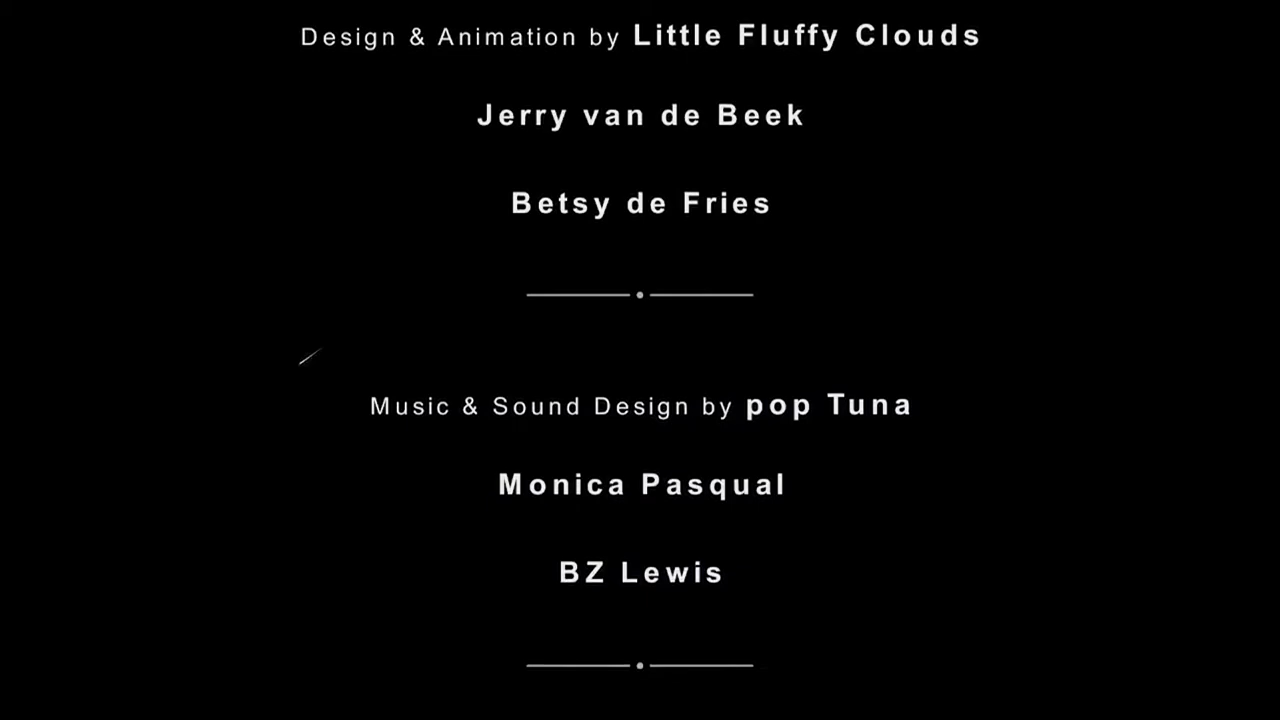 Design & Animation by Little Fluffy Clouds
Jerry van de Beek
Betsy de Fries
Music & Sound Design by pop Tuna
Monica Pasqual
BZ Lewis